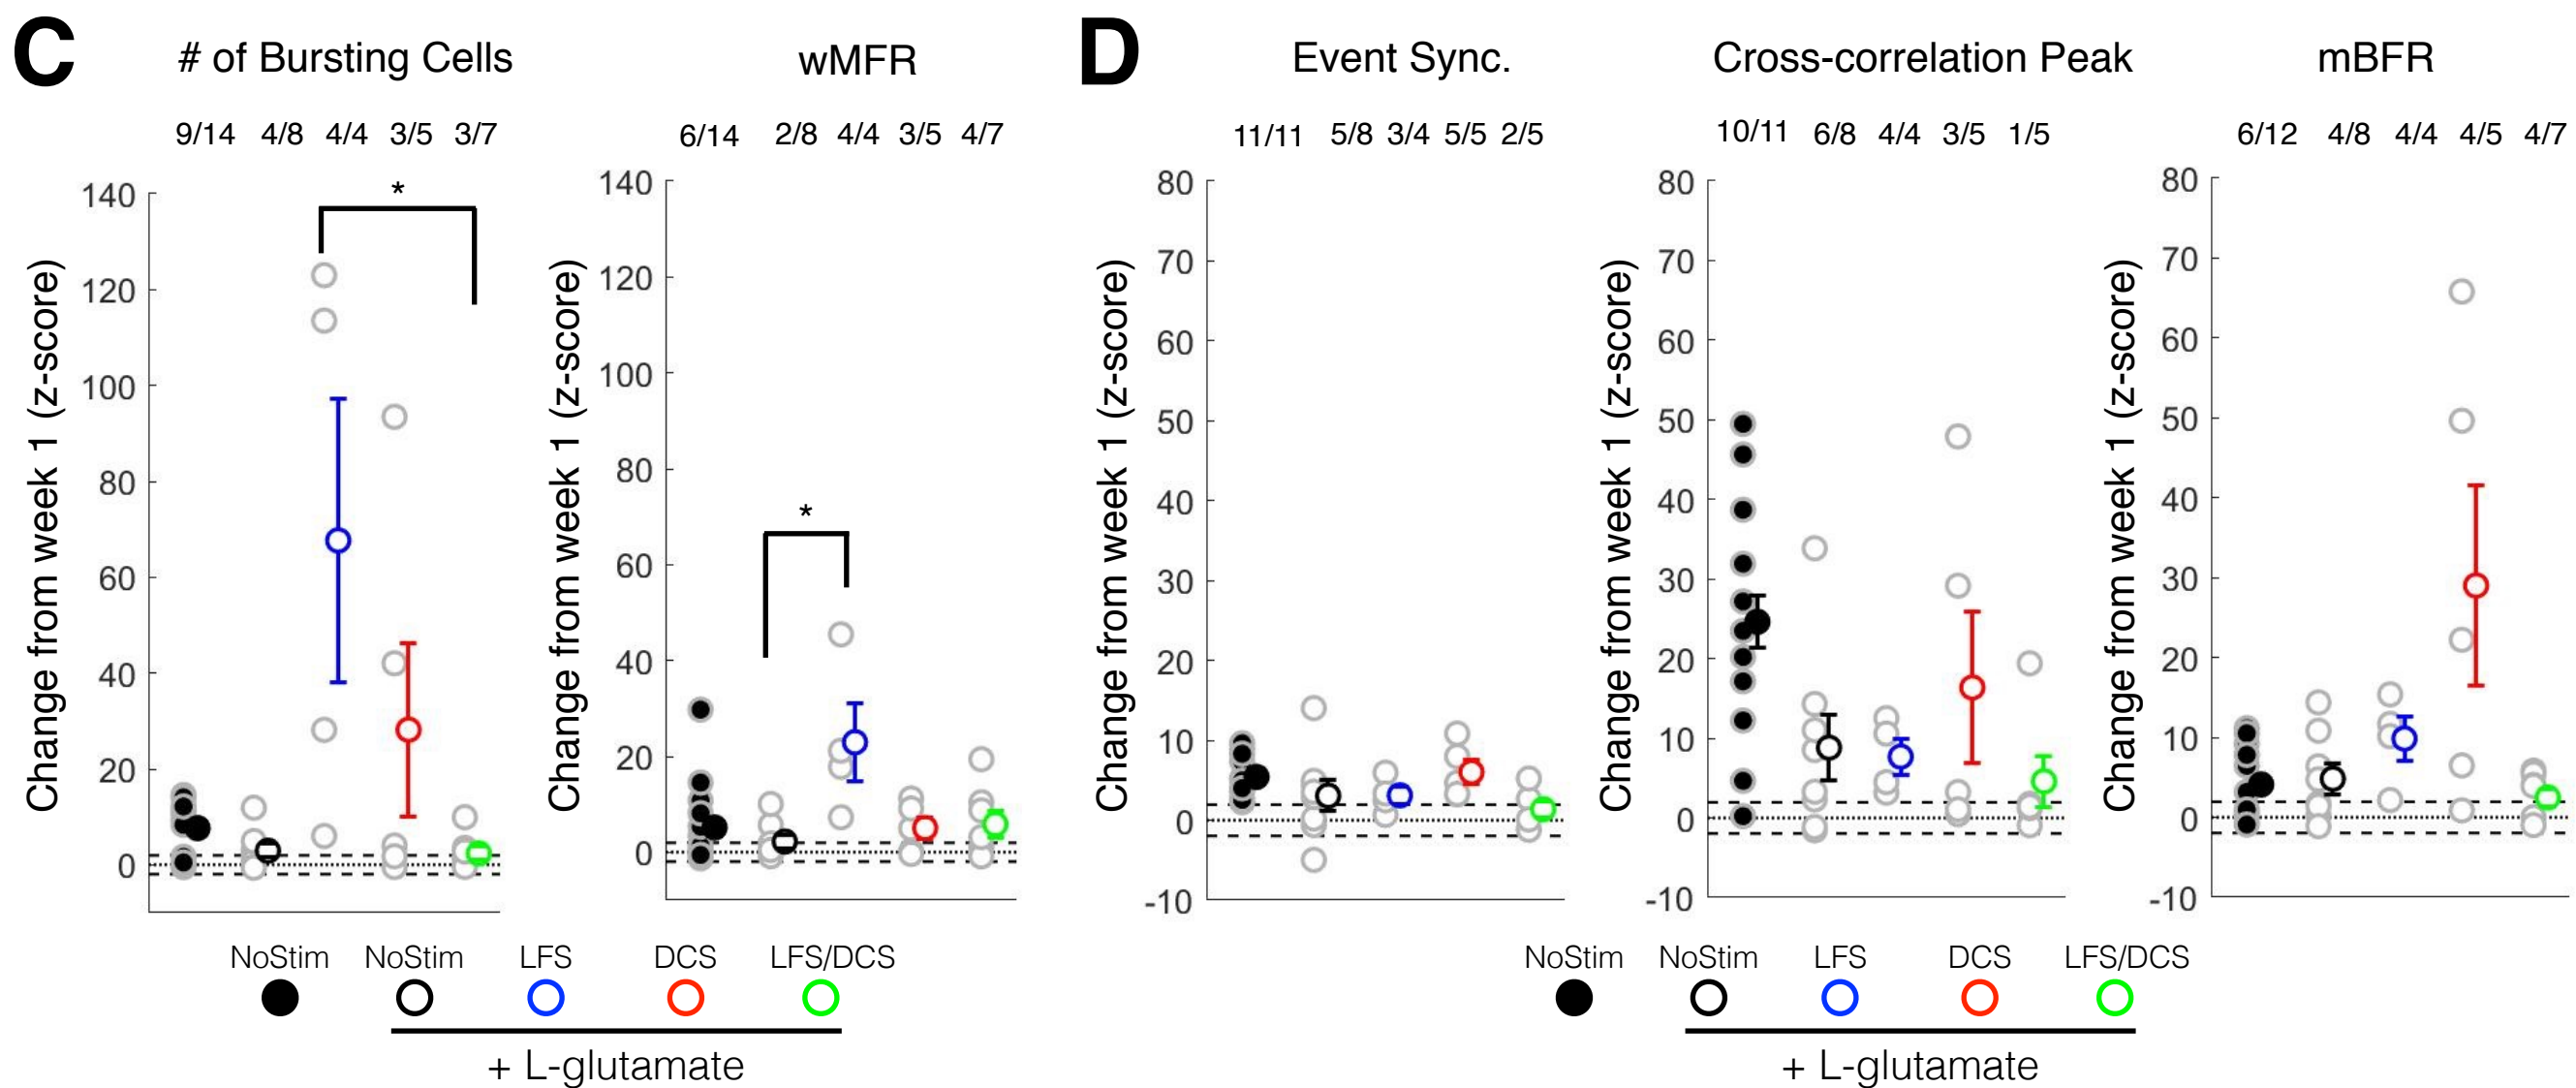 C
# of Bursting Cells
9/14 4/8 4/4 3/5 3/7
Change from week 1 (z-score)
140
120
100
80
60
40
20
0
*
wMFR
6/14 2/8 4/4 3/5 4/7
Change from week 1 (z-score)
140
120
100
80
60
40
20
0
*
NoStim NoStim LFS DCS LFS/DCS
+ L-glutamate
D
Event Sync.
11/11 5/8 3/4 5/5 2/5
Change from week 1 (z-score)
80
70
60
50
40
30
20
10
0
-10
Cross-correlation Peak
10/11 6/8 4/4 3/5 1/5
Change from week 1 (z-score)
80
70
60
50
40
30
20
10
0
-10
mBFR
6/12 4/8 4/4 4/5 4/7
Change from week 1 (z-score)
80
70
60
50
40
30
20
10
0
-10
NoStim NoStim LFS DCS LFS/DCS
+ L-glutamate